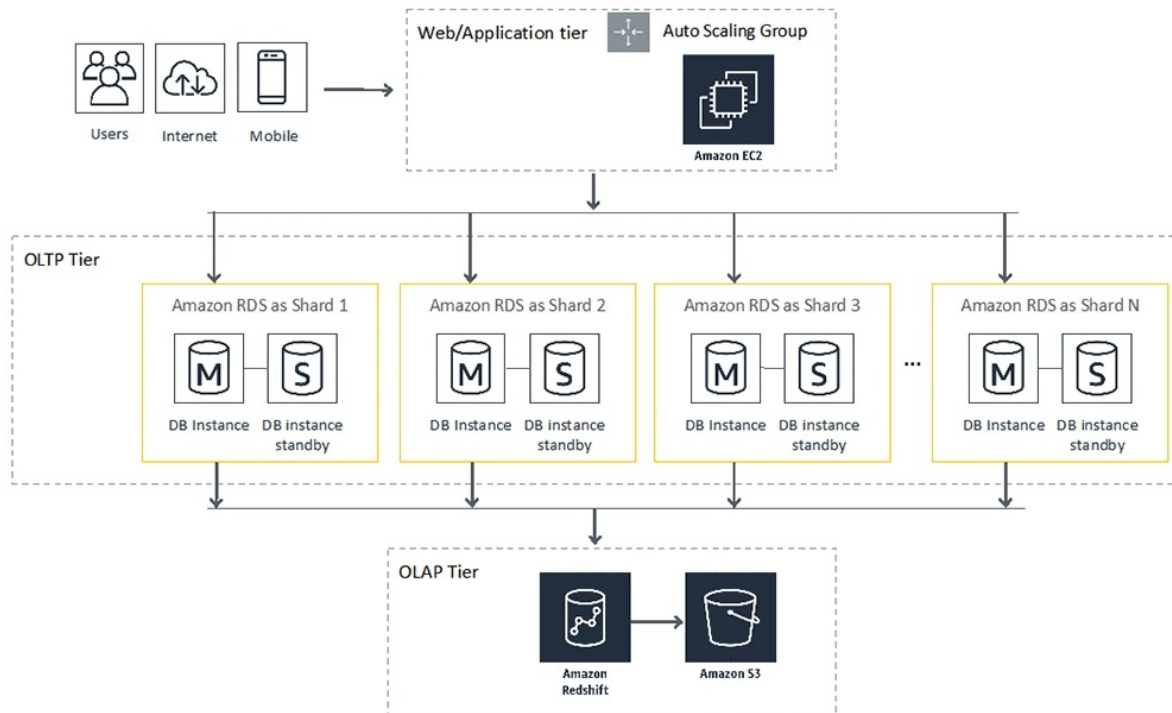 Web/Application tier
Auto Scaling Group
Users
Internet
Mobile
Amazon EC2
OLTP Tier
Amazon RDS as Shard 1
M
S
DB Instance
DB instance
standby
Amazon RDS as Shard 2
M
S
DB Instance
DB instance
standby
Amazon RDS as Shard 3
M
S
DB Instance
DB instance
standby
...
Amazon RDS as Shard N
M
S
DB Instance
DB instance
standby
OLAP Tier
Amazon
Redshift
Amazon S3